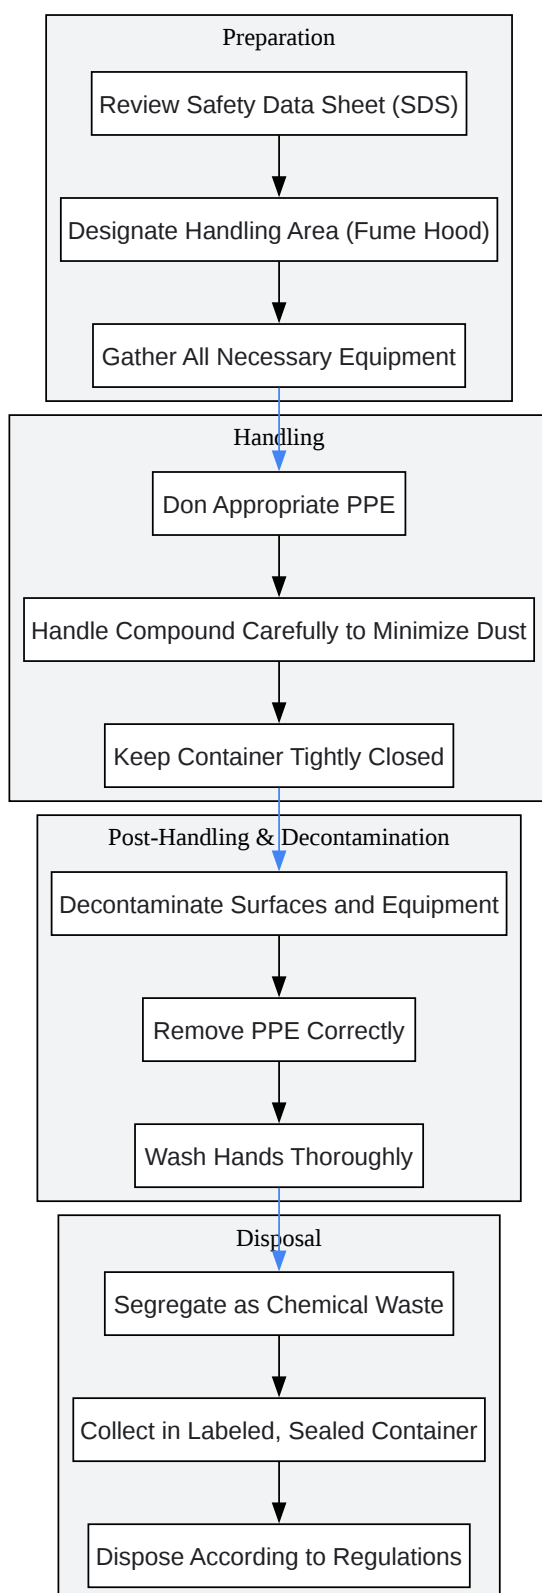 Preparation
Review Safety Data Sheet (SDS)
Designate Handling Area (Fume Hood)
Gather All Necessary Equipment
Handling
Don Appropriate PPE
Handle Compound Carefully to Minimize Dust
Keep Container Tightly Closed
Post-Handling & Decontamination
Decontaminate Surfaces and Equipment
Remove PPE Correctly
Wash Hands Thoroughly
Disposal
Segregate as Chemical Waste
Collect in Labeled, Sealed Container
Dispose According to Regulations